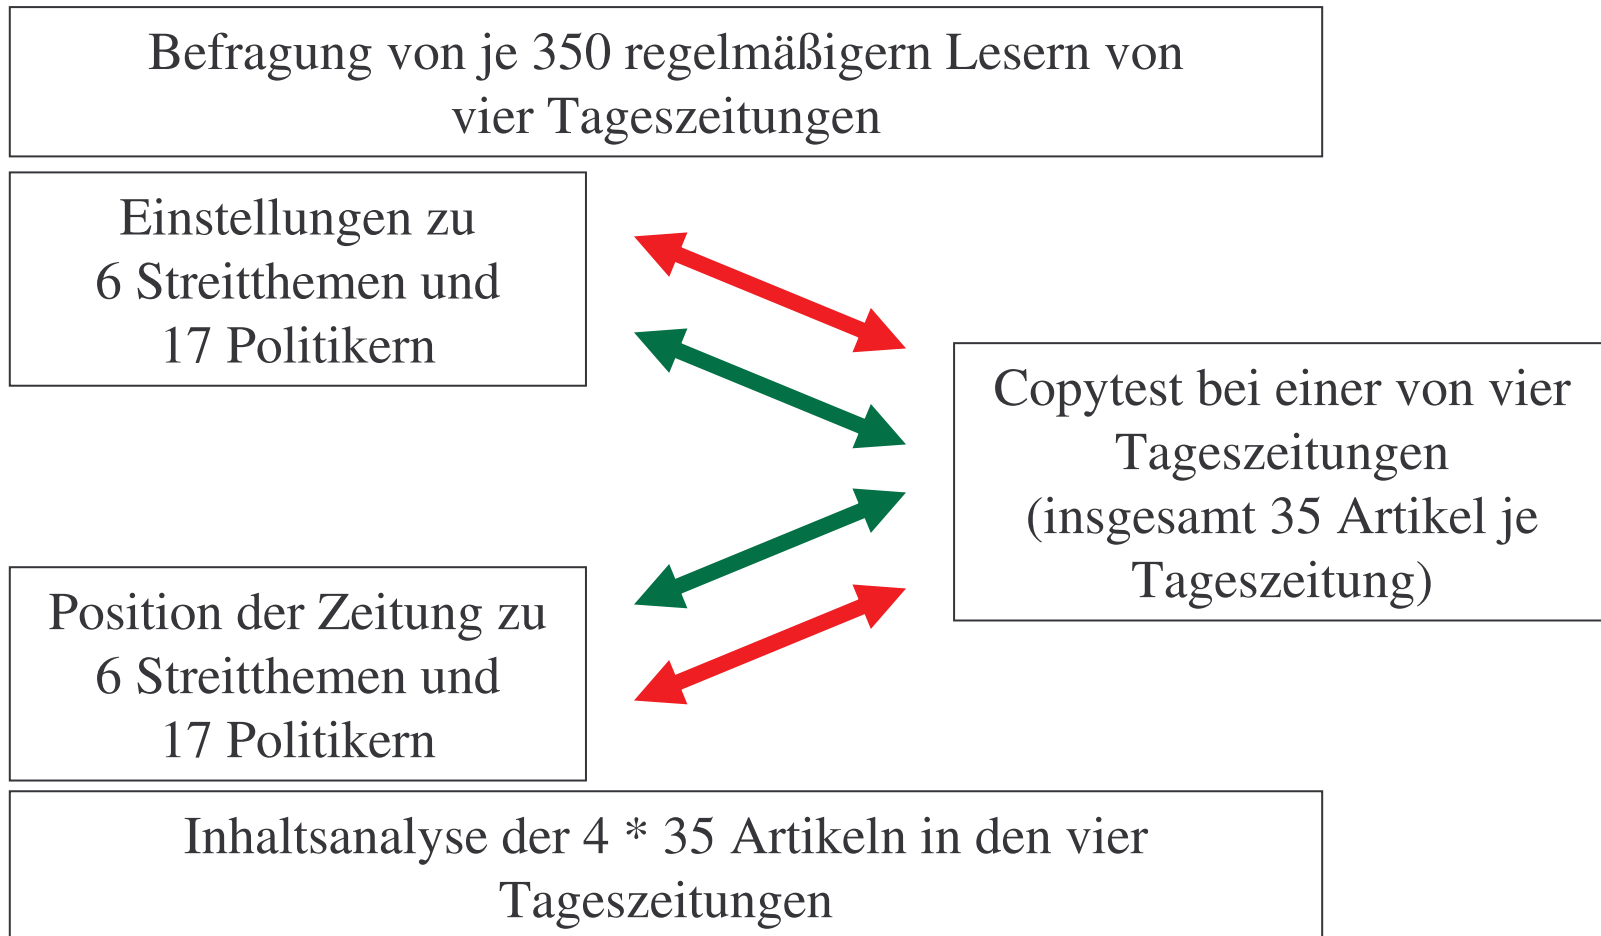 Befragung von je 350 regelmäßigern Lesern von
vier Tageszeitungen
Einstellungen zu
6 Streitthemen und
17 Politikern
Copytest bei einer von vier
Tageszeitungen
(insgesamt 35 Artikel je
Tageszeitung)
Position der Zeitung zu
6 Streitthemen und
17 Politikern
Inhaltsanalyse der 4 * 35 Artikeln in den vier
Tageszeitungen